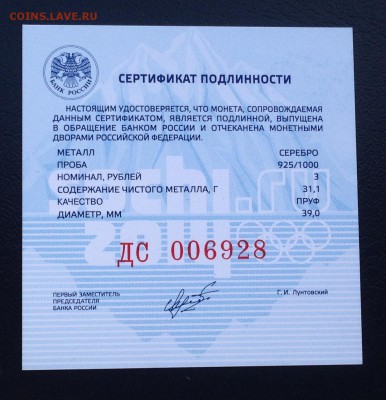 COINS.LAVE.RU
БАНК РОССИИ
СЕРТИФИКАТ ПОДЛИННОСТИ
НАСТОЯЩИМ УДОСТОВЕРЯЕТСЯ, ЧТО МОНЕТА, СОПРОВОЖДАЕМАЯ
ДАННЫМ СЕРТИФИКАТОМ, ЯВЛЯЕТСЯ ПОДЛИННОЙ, ВЫПУЩЕНА
В ОБРАЩЕНИЕ БАНКОМ РОССИИ И ОТЧЕКАНЕНА МОНЕТНЫМИ
ДВОРАМИ РОССИЙСКОЙ ФЕДЕРАЦИИ.
МЕТАЛЛ СЕРЕБРО
ПРОБА 925/1000
НОМИНАЛ, РУБЛЕЙ 3
СОДЕРЖАНИЕ ЧИСТОГО МЕТАЛЛА, Г 31,1
КАЧЕСТВО ПРУФ
ДИАМЕТР, ММ 39,0
sochi.ru
2014
ДС 006928
ПЕРВЫЙ ЗАМЕСТИТЕЛЬ
ПРЕДСЕДАТЕЛЯ
БАНКА РОССИИ
Г. И. Лунтовский